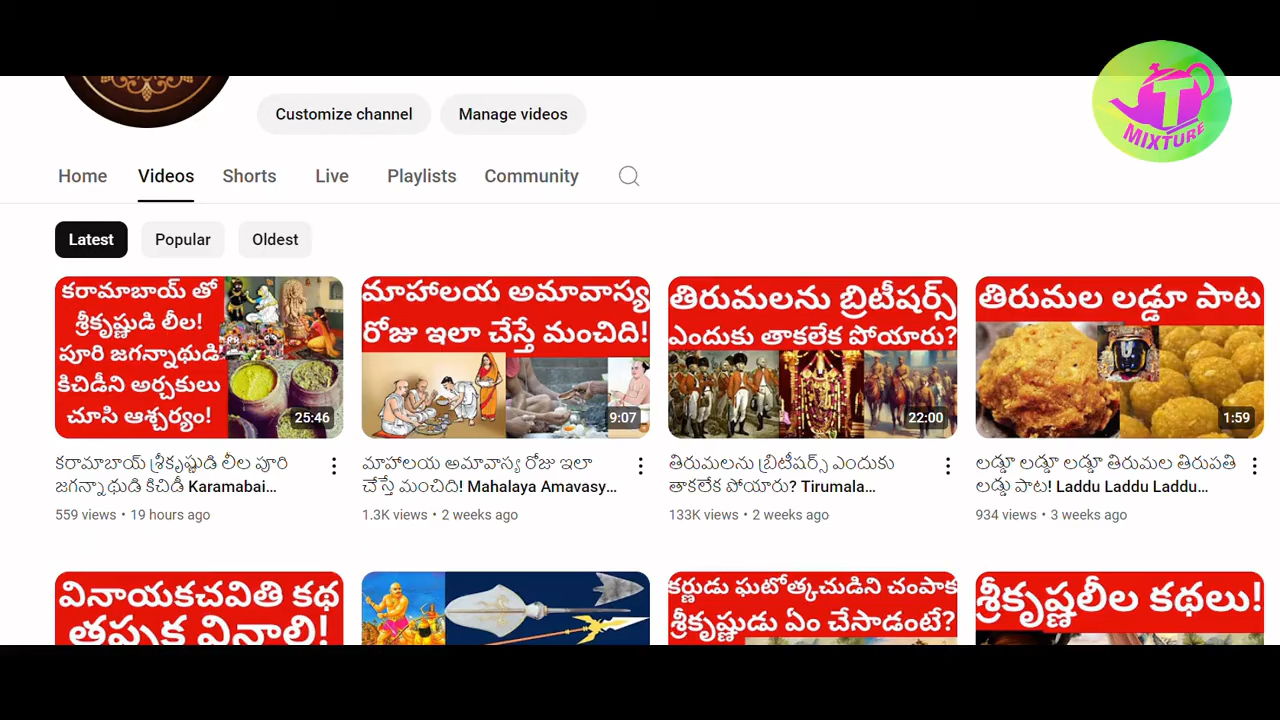 Customize channel
Manage videos
T
MIXTURE
Home
Videos
Shorts
Live
Playlists
Community
Latest
Popular
Oldest
కరామాబాయ్ తో
శ్రీకృష్ణుడి లీల!
పూరి జగన్నాథుడి
కిచిడీని అర్చకులు
చూసి ఆశ్చర్యం!
25:46
మాహాలయ అమావాస్య
రోజు ఇలా చేస్తే మంచిది!
9:07
తిరుమలను బ్రిటీషర్స్
ఎందుకు తాకలేక పోయారు?
22:00
తిరుమల లడ్డూ పాట
1:59
కరామాబాయ్ శ్రీకృష్ణుడి లీల పూరి
జగన్నాథుడి కిచిడీ Karamabai...
559 views • 19 hours ago
మాహాలయ అమావాస్య రోజు ఇలా
చేస్తే మంచిది! Mahalaya Amavasy...
1.3K views • 2 weeks ago
తిరుమలను బ్రిటీషర్స్ ఎందుకు
తాకలేక పోయారు? Tirumala...
133K views • 2 weeks ago
లడ్డూ లడ్డూ లడ్డూ తిరుమల తిరుపతి
లడ్డు పాట! Laddu Laddu Laddu...
934 views • 3 weeks ago
వినాయకచవితి కథ
తప్పక వినాలి!
కర్ణుడు ఘటోత్కచుడిని చంపాక
శ్రీకృష్ణుడు ఏం చేసాడంటే?
శ్రీకృష్ణలీల కథలు!